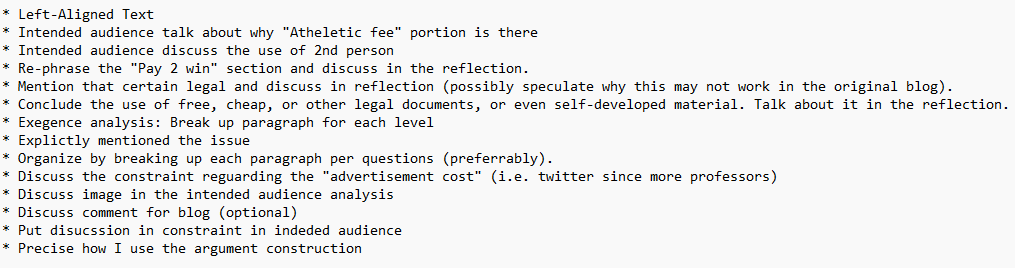 * Left-Aligned Text
* Intended audience talk about why "Atheletic fee" portion is there
* Intended audience discuss the use of 2nd person
* Re-phrase the "Pay 2 win" section and discuss in the reflection.
* Mention that certain legal and discuss in reflection (possibly speculate why this may not work in the original blog).
* Conclude the use of free, cheap, or other legal documents, or even self-developed material. Talk about it in the reflection.
* Exegence analysis: Break up paragraph for each level
* Explictly mentioned the issue
* Organize by breaking up each paragraph per questions (preferrably).
* Discuss the constraint reguarding the "advertisement cost" (i.e. twitter since more professors)
* Discuss image in the intended audience analysis
* Discuss comment for blog (optional)
* Put disucssion in constraint in indeded audience
* Precise how I use the argument construction